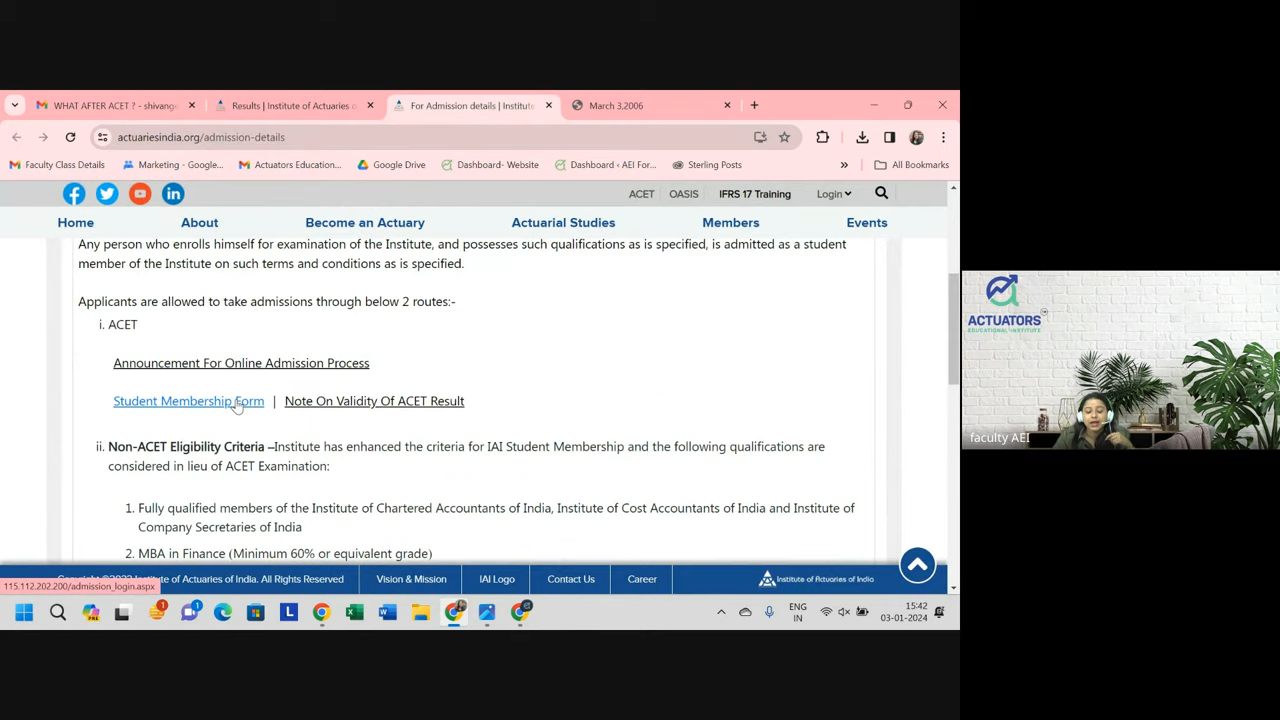 WHAT AFTER ACET ? - shivang
Results | Institute of Actuaries o
For Admission details | Institute
March 3,2006
actuariesindia.org/admission-details
Faculty Class Details
Marketing - Google...
Actuators Education...
Google Drive
Dashboard- Website
Dashboard ‹ AEI For...
Sterling Posts
»
All Bookmarks
ACET
OASIS
IFRS 17 Training
Login
Home
About
Become an Actuary
Actuarial Studies
Members
Events
Any person who enrolls himself for examination of the Institute, and possesses such qualifications as is specified, is admitted as a student
member of the Institute on such terms and conditions as is specified.
Applicants are allowed to take admissions through below 2 routes:-
i. ACET
Announcement For Online Admission Process
Student Membership Form | Note On Validity Of ACET Result
ii. Non-ACET Eligibility Criteria –Institute has enhanced the criteria for IAI Student Membership and the following qualifications are
considered in lieu of ACET Examination:
1. Fully qualified members of the Institute of Chartered Accountants of India, Institute of Cost Accountants of India and Institute of
Company Secretaries of India
2. MBA in Finance (Minimum 60% or equivalent grade)
Institute of Actuaries of India. All Rights Reserved
Vision & Mission
IAI Logo
Contact Us
Career
Institute of Actuaries of India
115.112.202.200/admission_login.aspx
ENG
IN
15:42
03-01-2024
ACTUATORS
EDUCATIONAL INSTITUTE
faculty AEI